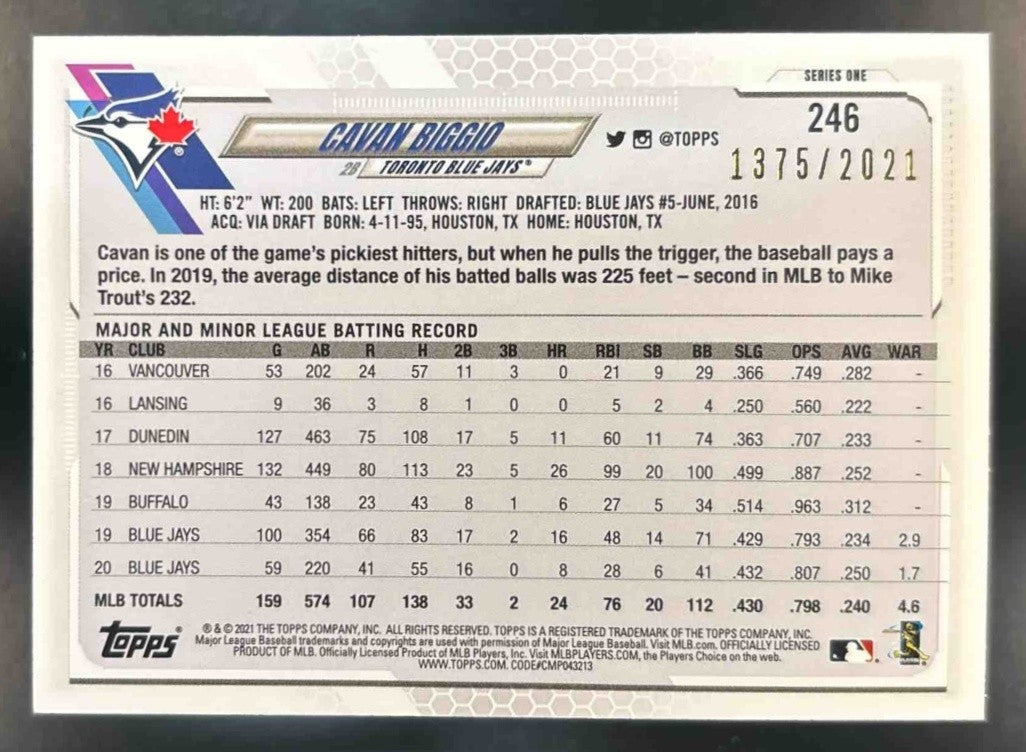 SERIES ONE
246
CAVAN BIGGIO
@TOPPS
1375/2021
2B TORONTO BLUE JAYS®
HT: 6'2" WT: 200 BATS: LEFT THROWS: RIGHT DRAFTED: BLUE JAYS #5-JUNE, 2016
ACQ: VIA DRAFT BORN: 4-11-95, HOUSTON, TX HOME: HOUSTON, TX
Cavan is one of the game's pickiest hitters, but when he pulls the trigger, the baseball pays a
price. In 2019, the average distance of his batted balls was 225 feet – second in MLB to Mike
Trout's 232.
MAJOR AND MINOR LEAGUE BATTING RECORD
YR CLUB G AB R H 2B 3B HR RBI SB BB SLG OPS AVG WAR
16 VANCOUVER 53 202 24 57 11 3 0 21 9 29 .366 .749 .282 -
16 LANSING 9 36 3 8 1 0 0 5 2 4 .250 .560 .222 -
17 DUNEDIN 127 463 75 108 17 5 11 60 11 74 .363 .707 .233 -
18 NEW HAMPSHIRE 132 449 80 113 23 5 26 99 20 100 .499 .887 .252 -
19 BUFFALO 43 138 23 43 8 1 6 27 5 34 .514 .963 .312 -
19 BLUE JAYS 100 354 66 83 17 2 16 48 14 71 .429 .793 .234 2.9
20 BLUE JAYS 59 220 41 55 16 0 8 28 6 41 .432 .807 .250 1.7
MLB TOTALS 159 574 107 138 33 2 24 76 20 112 .430 .798 .240 4.6
topps®
® & © 2021 THE TOPPS COMPANY, INC. ALL RIGHTS RESERVED. TOPPS IS A REGISTERED TRADEMARK OF THE TOPPS COMPANY, INC.
Major League Baseball trademarks and copyrights are used with permission of Major League Baseball. Visit MLB.com. OFFICIALLY LICENSED
PRODUCT OF MLB. Officially Licensed Product of MLB Players, Inc. Visit MLBPLAYERS.COM, the Players Choice on the web.
WWW.TOPPS.COM. CODE#CMP043213